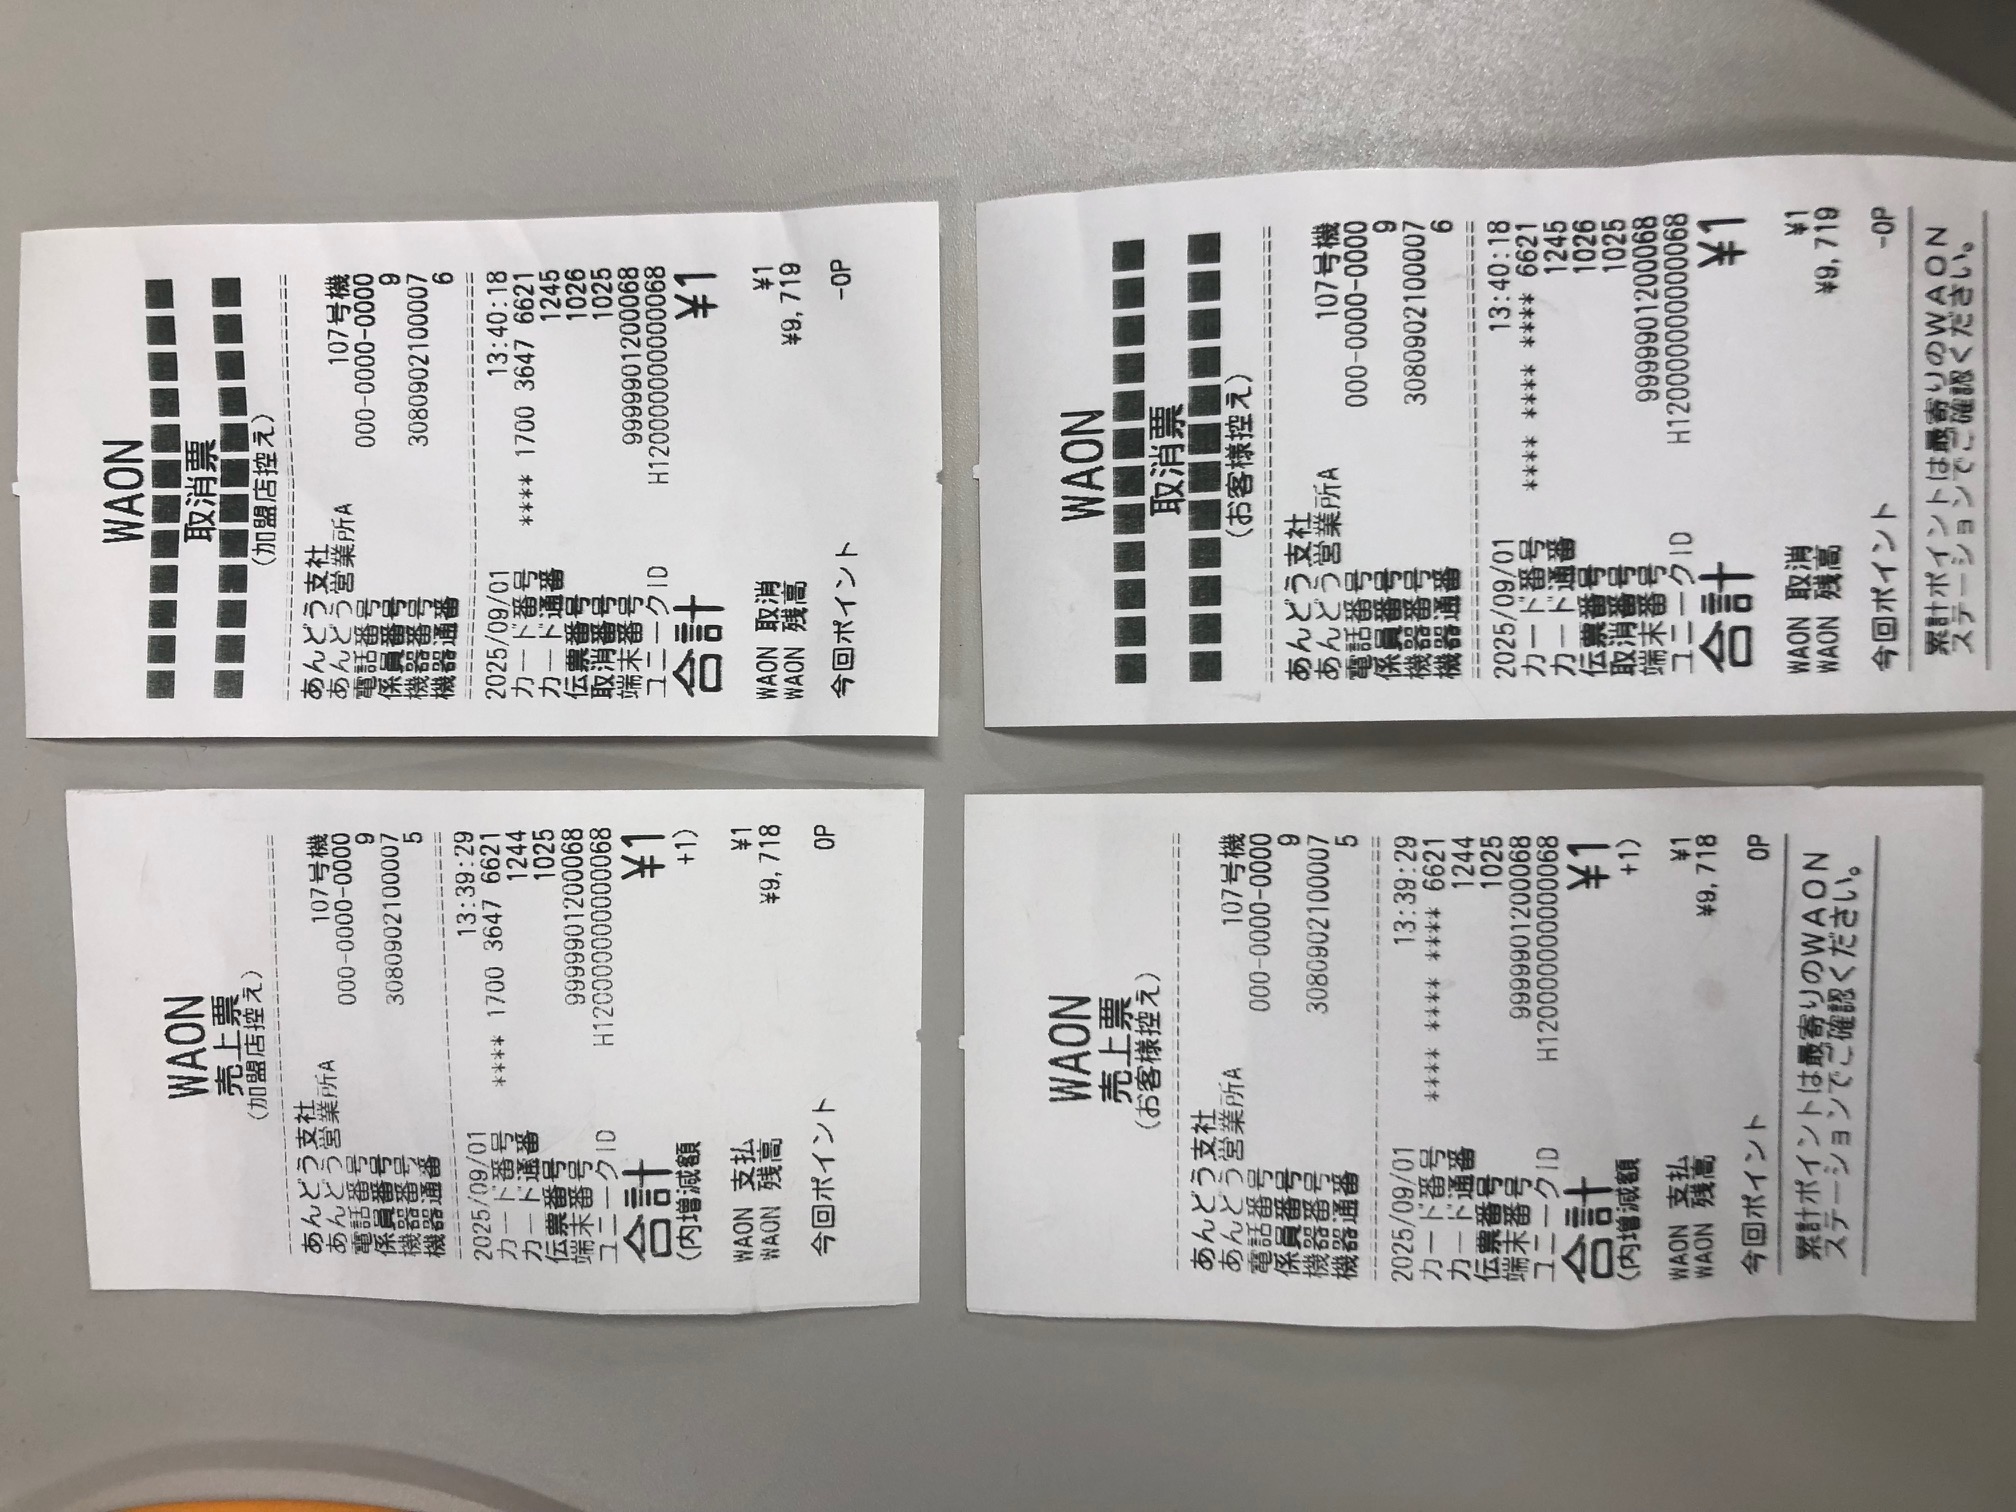 WAON
売上票
(加盟店控え)
あんどう支社
あんどう営業所A 107号機
電話番号 000-0000-0000
係員番号 9
機器番号 3080902100007
機器通番 5
2025/09/01 13:39:29
カード番号 **** 1700 3647 6621
カード通番 1244
伝票番号 1025
端末番号 9999901200068
ユニークID H120000000000068
合計 ¥1
(内増減額 +1)
WAON 支払 ¥1
WAON 残高 ¥9,718
今回ポイント 0P
WAON
■■■■■■■■■■■■
取消票
■■■■■■■■■■■■
(加盟店控え)
あんどう支社
あんどう営業所A 107号機
電話番号 000-0000-0000
係員番号 9
機器番号 3080902100007
機器通番 6
2025/09/01 13:40:18
カード番号 **** 1700 3647 6621
カード通番 1245
伝票番号 1026
取消番号 1025
端末番号 9999901200068
ユニークID H120000000000068
合計 ¥1
WAON 取消 ¥1
WAON 残高 ¥9,719
今回ポイント -0P
WAON
売上票
(お客様控え)
あんどう支社
あんどう営業所A 107号機
電話番号 000-0000-0000
係員番号 9
機器番号 3080902100007
機器通番 5
2025/09/01 13:39:29
カード番号 **** **** **** 6621
カード通番 1244
伝票番号 1025
端末番号 9999901200068
ユニークID H120000000000068
合計 ¥1
(内増減額 +1)
WAON 支払 ¥1
WAON 残高 ¥9,718
今回ポイント 0P
累計ポイントは最寄りのWAON
ステーションでご確認ください。
WAON
■■■■■■■■■■■■
取消票
■■■■■■■■■■■■
(お客様控え)
あんどう支社
あんどう営業所A 107号機
電話番号 000-0000-0000
係員番号 9
機器番号 3080902100007
機器通番 6
2025/09/01 13:40:18
カード番号 **** **** **** 6621
カード通番 1245
伝票番号 1026
取消番号 1025
端末番号 9999901200068
ユニークID H120000000000068
合計 ¥1
WAON 取消 ¥1
WAON 残高 ¥9,719
今回ポイント -0P
累計ポイントは最寄りのWAON
ステーションでご確認ください。